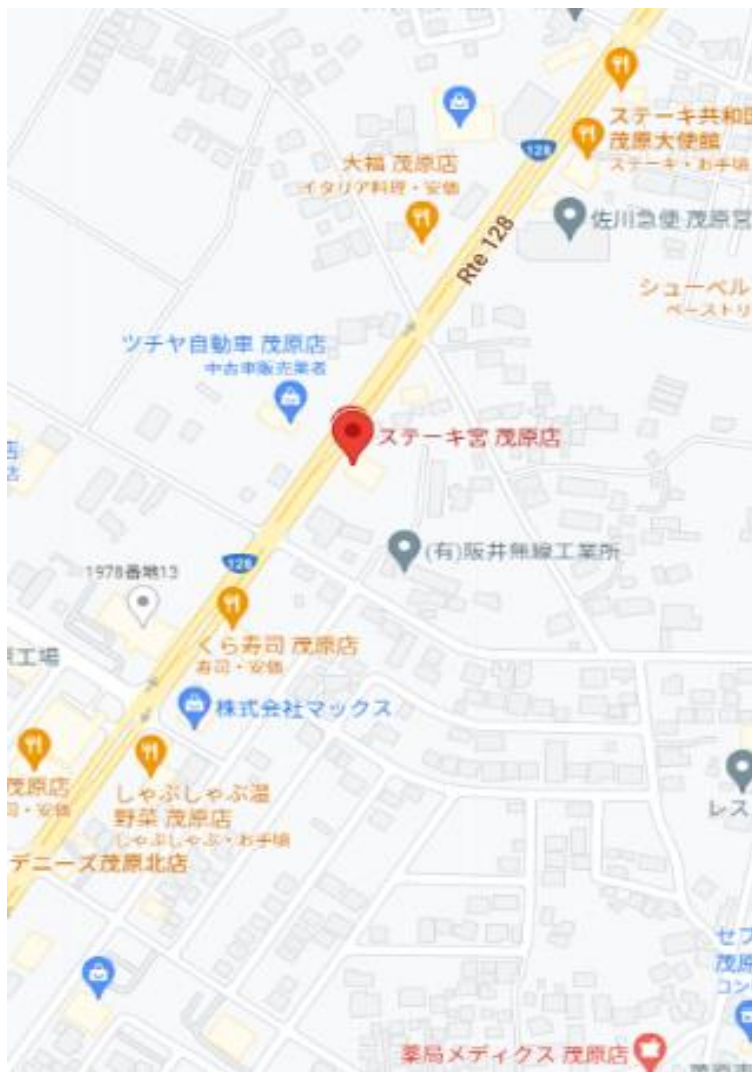 ステーキ共和国
茂原大使館
ステーキ・お手頃
128
大福 茂原店
イタリア料理・安価
佐川急便 茂原営
Rte 128
シューベル
ペーストリ
ツチヤ自動車 茂原店
中古車販売業者
ステーキ宮 茂原店
店
(有)阪井無線工業所
128
1978番地13
くら寿司 茂原店
寿司・安価
工場
株式会社マックス
茂原店
司・安価
しゃぶしゃぶ温
野菜 茂原店
しゃぶしゃぶ・お手頃
レス
デニーズ茂原北店
セブ
茂原
コン
薬局メディクス 茂原店